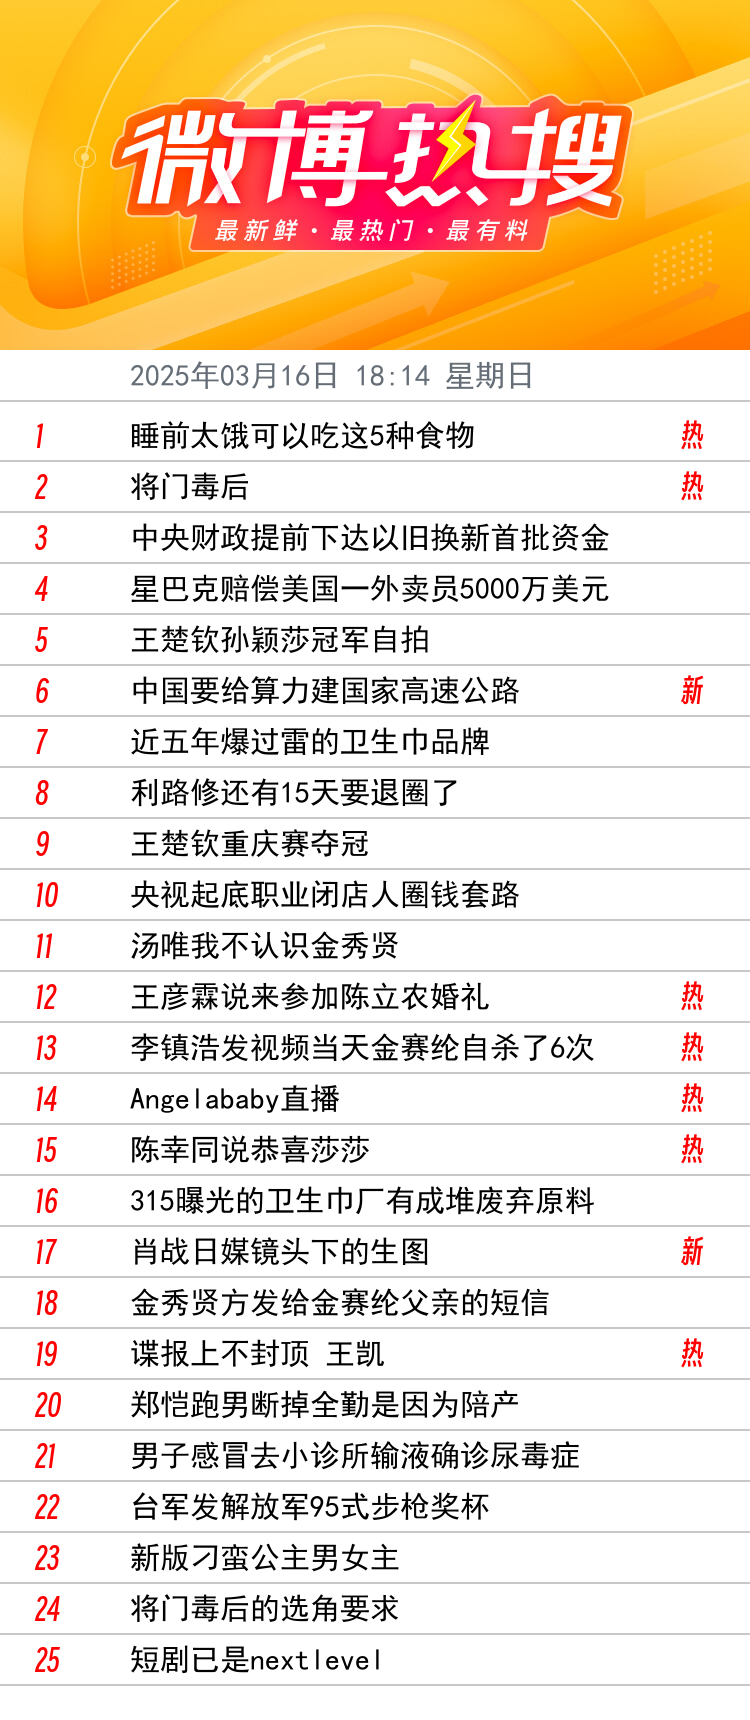 微博热搜
最新鲜·最热门·最有料
2025年03月16日 18:14 星期日
1 睡前太饿可以吃这5种食物 热
2 将门毒后 热
3 中央财政提前下达以旧换新首批资金
4 星巴克赔偿美国一外卖员5000万美元
5 王楚钦孙颖莎冠军自拍
6 中国要给算力建国家高速公路 新
7 近五年爆过雷的卫生巾品牌
8 利路修还有15天要退圈了
9 王楚钦重庆赛夺冠
10 央视起底职业闭店人圈钱套路
11 汤唯我不认识金秀贤
12 王彦霖说来参加陈立农婚礼 热
13 李镇浩发视频当天金赛纶自杀了6次 热
14 Angelababy直播 热
15 陈幸同说恭喜莎莎 热
16 315曝光的卫生巾厂有成堆废弃原料
17 肖战日媒镜头下的生图 新
18 金秀贤方发给金赛纶父亲的短信
19 谍报上不封顶 王凯 热
20 郑恺跑男断掉全勤是因为陪产
21 男子感冒去小诊所输液确诊尿毒症
22 台军发解放军95式步枪奖杯
23 新版刁蛮公主男女主
24 将门毒后的选角要求
25 短剧已是nextlevel